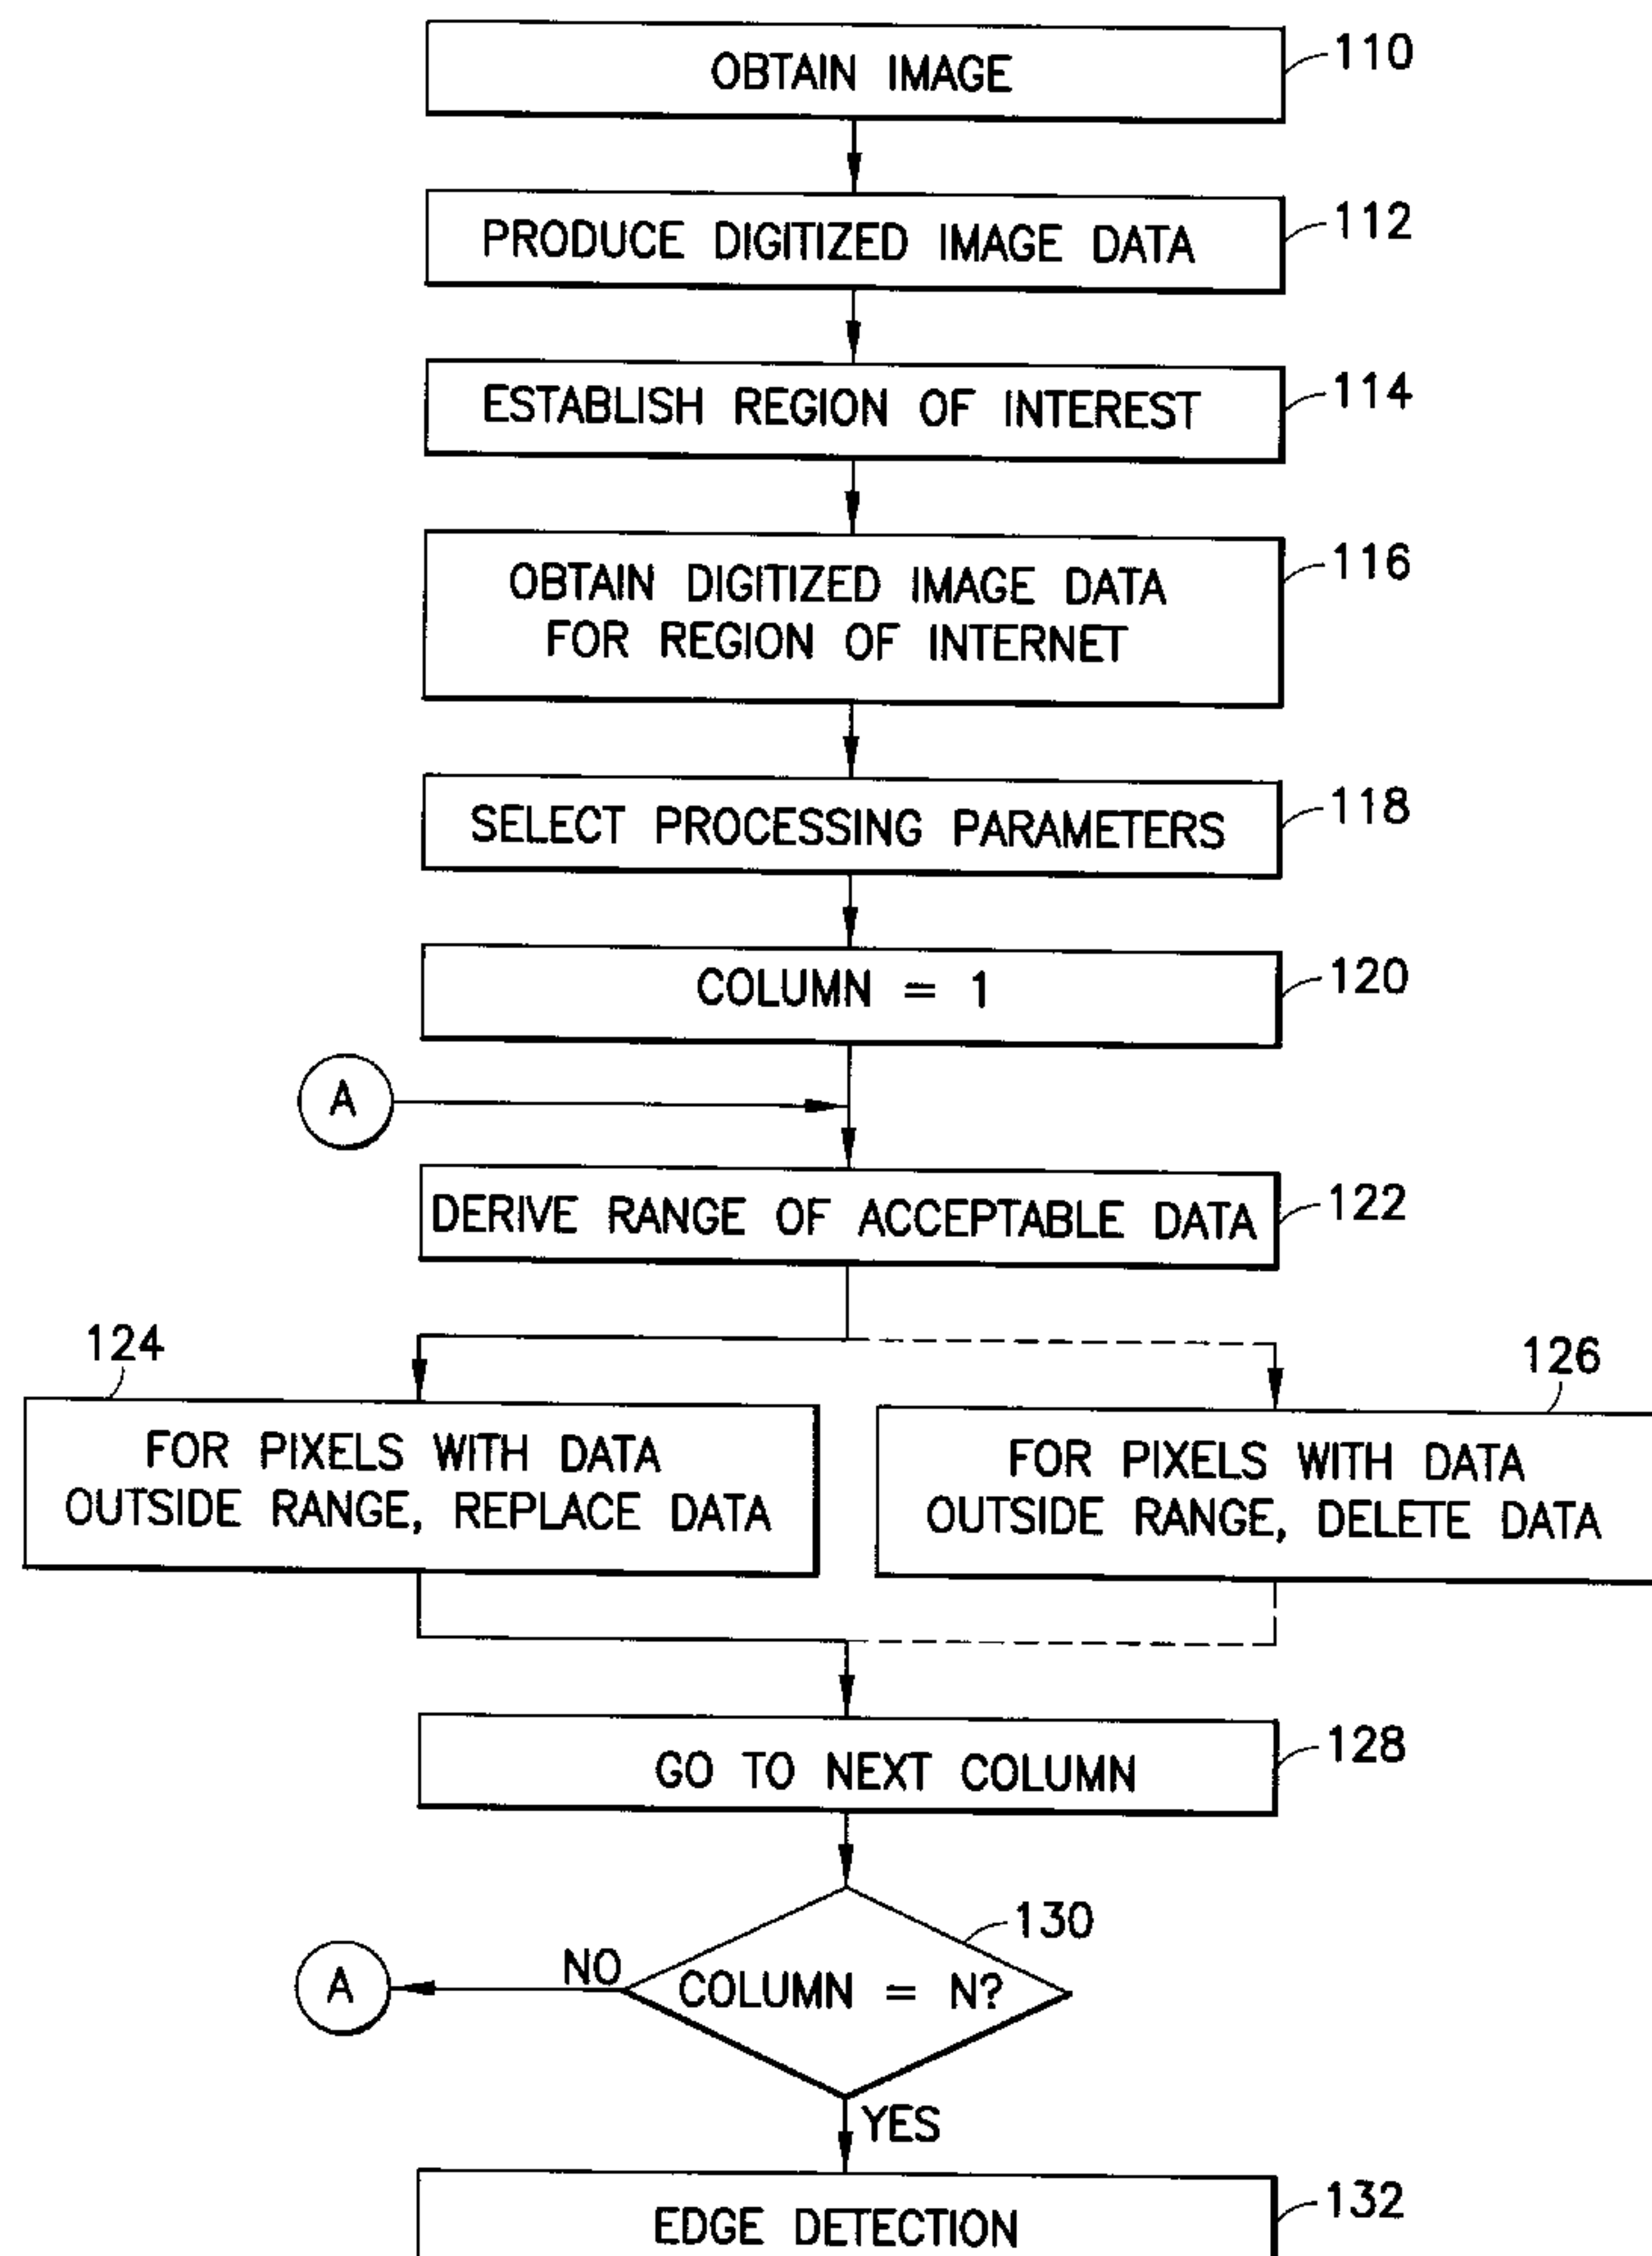 OBTAIN IMAGE
110
PRODUCE DIGITIZED IMAGE DATA
112
ESTABLISH REGION OF INTEREST
114
OBTAIN DIGITIZED IMAGE DATA
FOR REGION OF INTERNET
116
SELECT PROCESSING PARAMETERS
118
COLUMN = 1
120
A
DERIVE RANGE OF ACCEPTABLE DATA
122
124
FOR PIXELS WITH DATA
OUTSIDE RANGE, REPLACE DATA
126
FOR PIXELS WITH DATA
OUTSIDE RANGE, DELETE DATA
GO TO NEXT COLUMN
128
130
COLUMN = N?
NO
A
YES
EDGE DETECTION
132